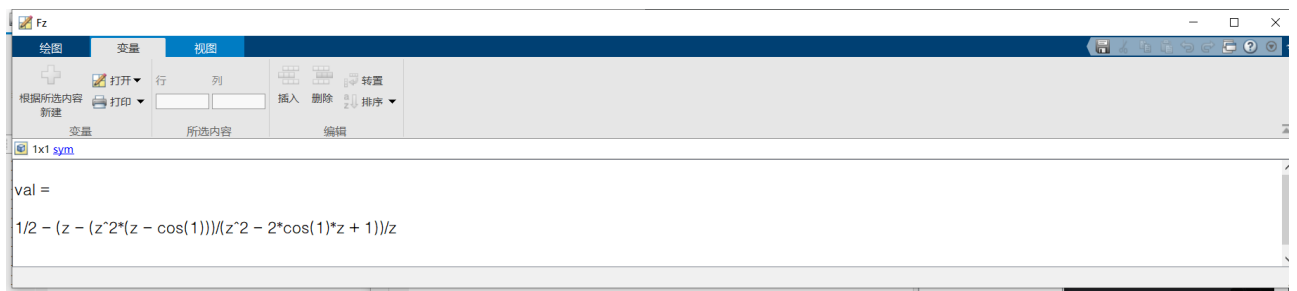 Fz
绘图 变量 视图
根据所选内容
新建
打开
打印
行 列
插入 删除
转置
排序
变量 所选内容 编辑
1x1 sym
val =
1/2 − (z − (z^2*(z − cos(1)))/(z^2 − 2*cos(1)*z + 1))/z